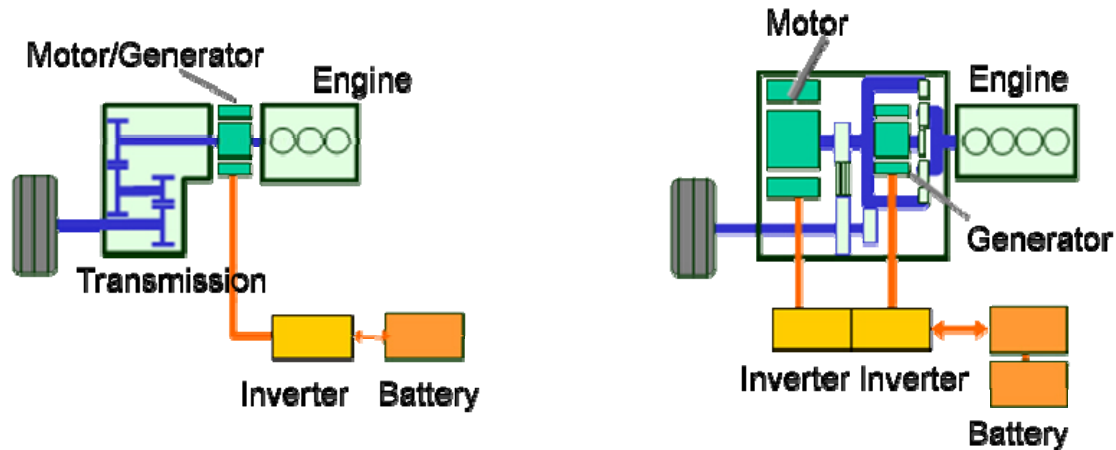 Motor/Generator
Engine
Transmission
Inverter
Battery
Motor
Engine
Generator
Inverter
Inverter
Battery